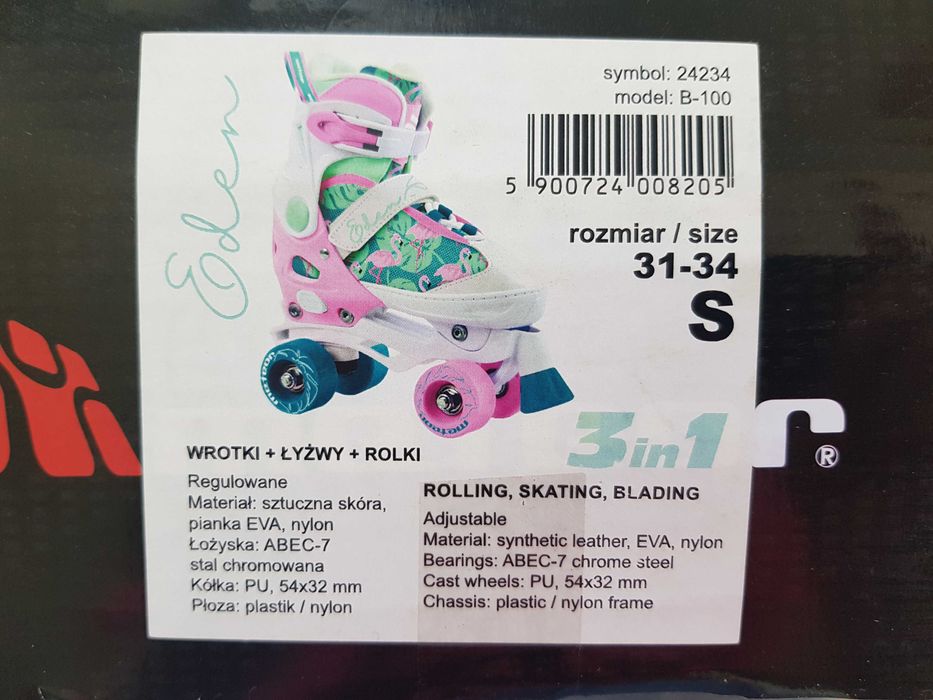 Eden
symbol: 24234
model: B-100
5 900724 008205
rozmiar / size
31-34
S
Eden
meteor
meteor
3in1
r®
WROTKI + ŁYŻWY + ROLKI
Regulowane
Materiał: sztuczna skóra,
pianka EVA, nylon
Łożyska: ABEC-7
stal chromowana
Kółka: PU, 54x32 mm
Płoza: plastik / nylon
ROLLING, SKATING, BLADING
Adjustable
Material: synthetic leather, EVA, nylon
Bearings: ABEC-7 chrome steel
Cast wheels: PU, 54x32 mm
Chassis: plastic / nylon frame